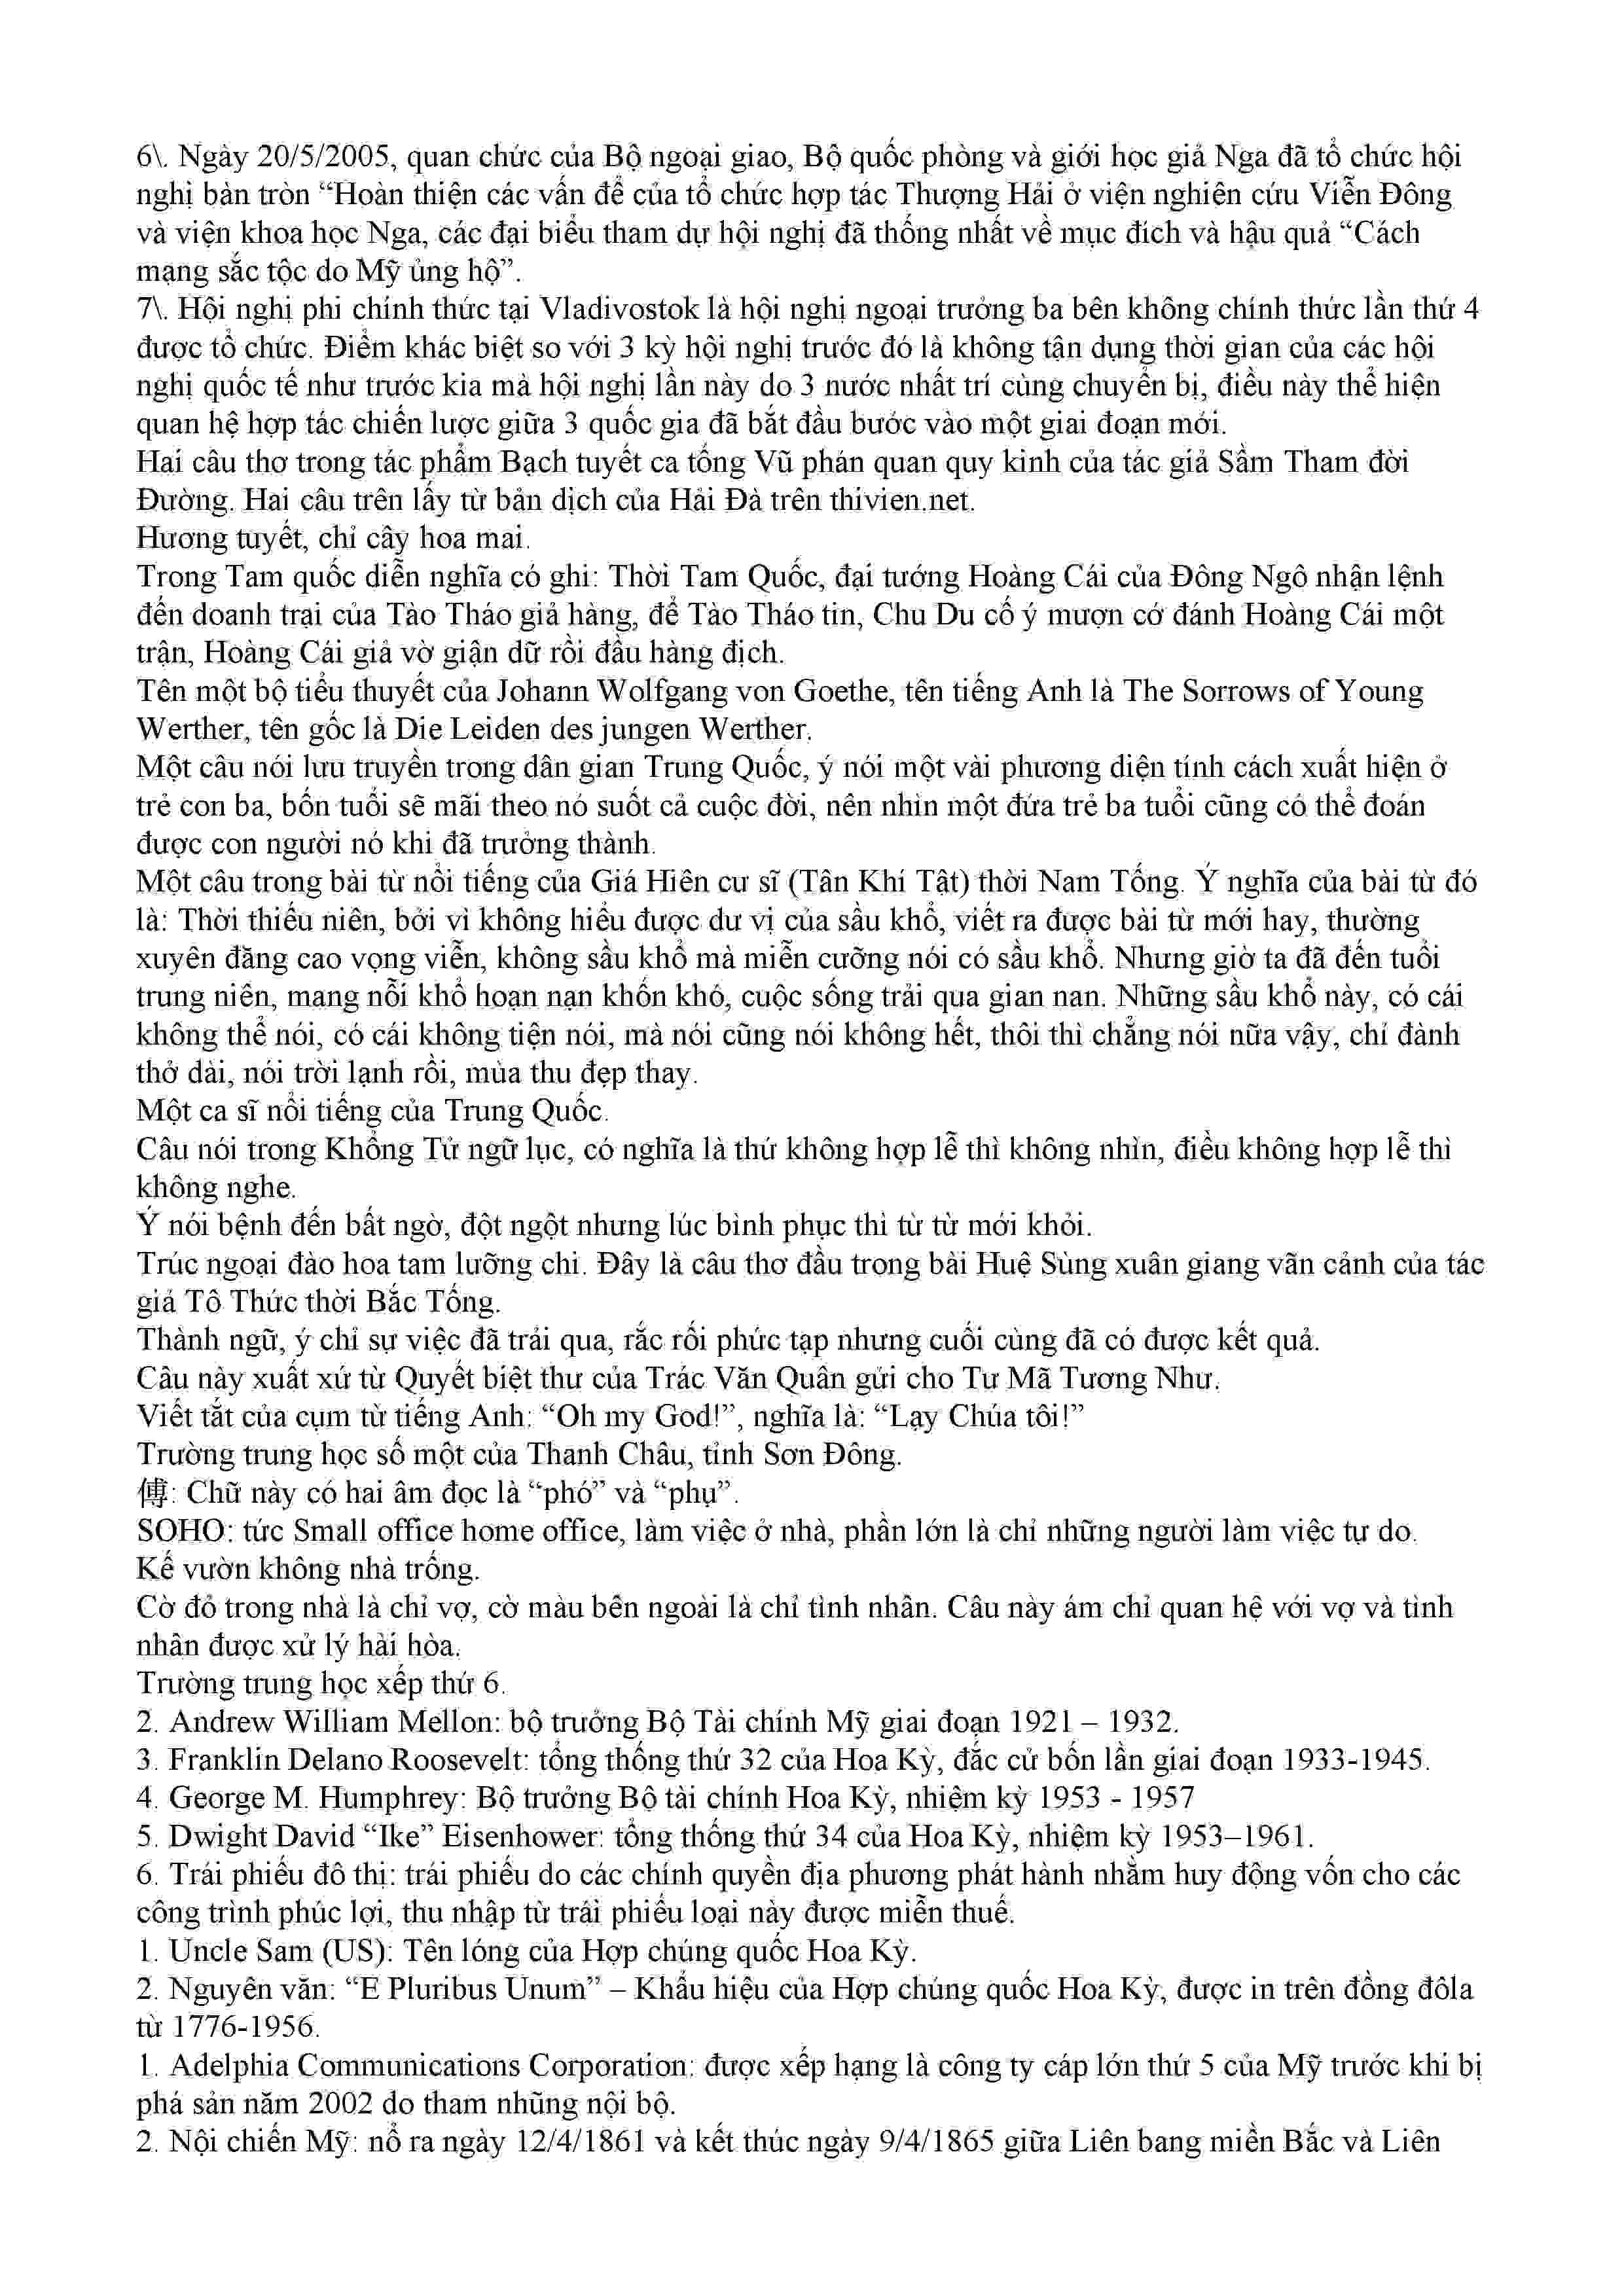 6\. Ngày 20/5/2005, quan chức của Bộ ngoại giao, Bộ quốc phòng và giới học giả Nga đã tổ chức hội
nghị bàn tròn “Hoàn thiện các vấn đề của tổ chức hợp tác Thượng Hải ở viện nghiên cứu Viễn Đông
và viện khoa học Nga, các đại biểu tham dự hội nghị đã thống nhất về mục đích và hậu quả “Cách
mạng sắc tộc do Mỹ ủng hộ”.
7\. Hội nghị phi chính thức tại Vladivostok là hội nghị ngoại trưởng ba bên không chính thức lần thứ 4
được tổ chức. Điểm khác biệt so với 3 kỳ hội nghị trước đó là không tận dụng thời gian của các hội
nghị quốc tế như trước kia mà hội nghị lần này do 3 nước nhất trí cùng chuyển bị, điều này thể hiện
quan hệ hợp tác chiến lược giữa 3 quốc gia đã bắt đầu bước vào một giai đoạn mới.
Hai câu thơ trong tác phẩm Bạch tuyết ca tống Vũ phán quan quy kinh của tác giả Sầm Tham đời
Đường. Hai câu trên lấy từ bản dịch của Hải Đà trên thivien.net.
Hương tuyết, chỉ cây hoa mai.
Trong Tam quốc diễn nghĩa có ghi: Thời Tam Quốc, đại tướng Hoàng Cái của Đông Ngô nhận lệnh
đến doanh trại của Tào Tháo giả hàng, để Tào Tháo tin, Chu Du cố ý mượn cớ đánh Hoàng Cái một
trận, Hoàng Cái giả vờ giận dữ rồi đầu hàng địch.
Tên một bộ tiểu thuyết của Johann Wolfgang von Goethe, tên tiếng Anh là The Sorrows of Young
Werther, tên gốc là Die Leiden des jungen Werther.
Một câu nói lưu truyền trong dân gian Trung Quốc, ý nói một vài phương diện tính cách xuất hiện ở
trẻ con ba, bốn tuổi sẽ mãi theo nó suốt cả cuộc đời, nên nhìn một đứa trẻ ba tuổi cũng có thể đoán
được con người nó khi đã trưởng thành.
Một câu trong bài từ nổi tiếng của Giá Hiên cư sĩ (Tân Khí Tật) thời Nam Tống. Ý nghĩa của bài từ đó
là: Thời thiếu niên, bởi vì không hiểu được dư vị của sầu khổ, viết ra được bài từ mới hay, thường
xuyên đăng cao vọng viễn, không sầu khổ mà miễn cưỡng nói có sầu khổ. Nhưng giờ ta đã đến tuổi
trung niên, mang nỗi khổ hoạn nạn khốn khó, cuộc sống trải qua gian nan. Những sầu khổ này, có cái
không thể nói, có cái không tiện nói, mà nói cũng nói không hết, thôi thì chẳng nói nữa vậy, chỉ đành
thở dài, nói trời lạnh rồi, mùa thu đẹp thay.
Một ca sĩ nổi tiếng của Trung Quốc.
Câu nói trong Khổng Tử ngữ lục, có nghĩa là thứ không hợp lễ thì không nhìn, điều không hợp lễ thì
không nghe.
Ý nói bệnh đến bất ngờ, đột ngột nhưng lúc bình phục thì từ từ mới khỏi.
Trúc ngoại đào hoa tam lưỡng chi. Đây là câu thơ đầu trong bài Huệ Sùng xuân giang vãn cảnh của tác
giả Tô Thức thời Bắc Tống.
Thành ngữ, ý chỉ sự việc đã trải qua, rắc rối phức tạp nhưng cuối cùng đã có được kết quả.
Câu này xuất xứ từ Quyết biệt thư của Trác Văn Quân gửi cho Tư Mã Tương Như.
Viết tắt của cụm từ tiếng Anh: “Oh my God!”, nghĩa là: “Lạy Chúa tôi!”
Trường trung học số một của Thanh Châu, tỉnh Sơn Đông.
傅: Chữ này có hai âm đọc là “phó” và “phụ”.
SOHO: tức Small office home office, làm việc ở nhà, phần lớn là chỉ những người làm việc tự do.
Kế vườn không nhà trống.
Cờ đỏ trong nhà là chỉ vợ, cờ màu bên ngoài là chỉ tình nhân. Câu này ám chỉ quan hệ với vợ và tình
nhân được xử lý hài hòa.
Trường trung học xếp thứ 6.
2. Andrew William Mellon: bộ trưởng Bộ Tài chính Mỹ giai đoạn 1921 – 1932.
3. Franklin Delano Roosevelt: tổng thống thứ 32 của Hoa Kỳ, đắc cử bốn lần giai đoạn 1933-1945.
4. George M. Humphrey: Bộ trưởng Bộ tài chính Hoa Kỳ, nhiệm kỳ 1953 - 1957
5. Dwight David “Ike” Eisenhower: tổng thống thứ 34 của Hoa Kỳ, nhiệm kỳ 1953–1961.
6. Trái phiếu đô thị: trái phiếu do các chính quyền địa phương phát hành nhằm huy động vốn cho các
công trình phúc lợi, thu nhập từ trái phiếu loại này được miễn thuế.
1. Uncle Sam (US): Tên lóng của Hợp chúng quốc Hoa Kỳ.
2. Nguyên văn: “E Pluribus Unum” – Khẩu hiệu của Hợp chủng quốc Hoa Kỳ, được in trên đồng đôla
từ 1776-1956.
1. Adelphia Communications Corporation: được xếp hạng là công ty cáp lớn thứ 5 của Mỹ trước khi bị
phá sản năm 2002 do tham nhũng nội bộ.
2. Nội chiến Mỹ: nổ ra ngày 12/4/1861 và kết thúc ngày 9/4/1865 giữa Liên bang miền Bắc và Liên